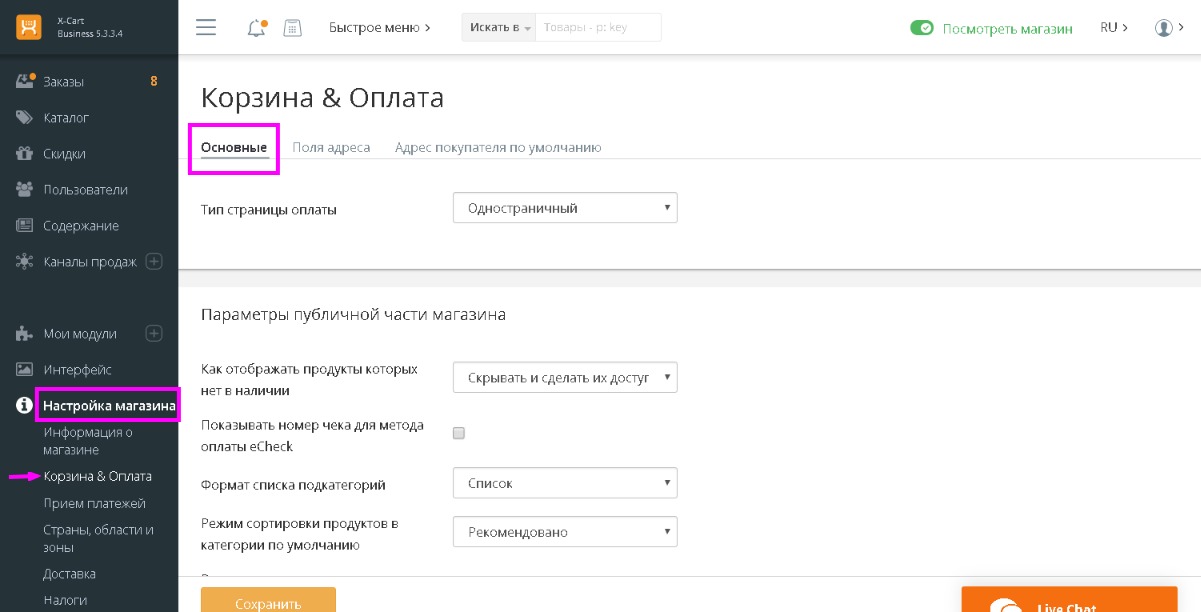 X-Cart
Business 5.3.3.4
Быстрое меню
Искать в
Товары - p: key
Посмотреть магазин
RU
Заказы
8
Каталог
Скидки
Пользователи
Содержание
Каналы продаж
Мои модули
Интерфейс
Настройка магазина
Информация о
магазине
Корзина & Оплата
Прием платежей
Страны, области и
зоны
Доставка
Налоги
Корзина & Оплата
Основные
Поля адреса
Адрес покупателя по умолчанию
Тип страницы оплаты
Одностраничный
Параметры публичной части магазина
Как отображать продукты которых
нет в наличии
Скрывать и сделать их доступ
Показывать номер чека для метода
оплаты eCheck
Формат списка подкатегорий
Список
Режим сортировки продуктов в
категории по умолчанию
Рекомендовано
Сохранить
Live Chat